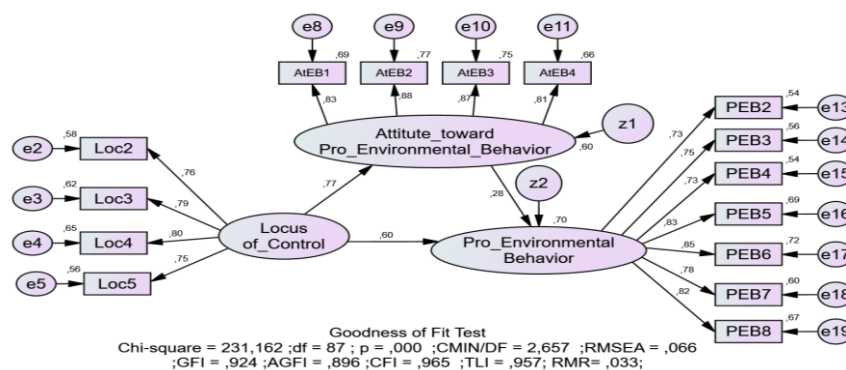 e8 e9 e10 e11
,69 ,77 ,75 ,66
AtEB1 AtEB2 AtEB3 AtEB4
,83 ,88 ,87 ,81
Attitute_toward
Pro_Environmental_Behavior
,60
z1
e2 ,58 Loc2 ,76
e3 ,62 Loc3 ,79
e4 ,65 Loc4 ,80
e5 ,56 Loc5 ,75
Locus
of_Control
,77
,60
,28
z2
,70
Pro_Environmental
Behavior
,73 PEB2 ,54 e13
,75 PEB3 ,56 e14
,73 PEB4 ,54 e15
,83 PEB5 ,69 e16
,85 PEB6 ,72 e17
,78 PEB7 ,60 e18
,82 PEB8 ,67 e19
Goodness of Fit Test
Chi-square = 231,162 ;df = 87 ; p = ,000 ;CMIN/DF = 2,657 ;RMSEA = ,066
;GFI = ,924 ;AGFI = ,896 ;CFI = ,965 ;TLI = ,957; RMR= ,033;